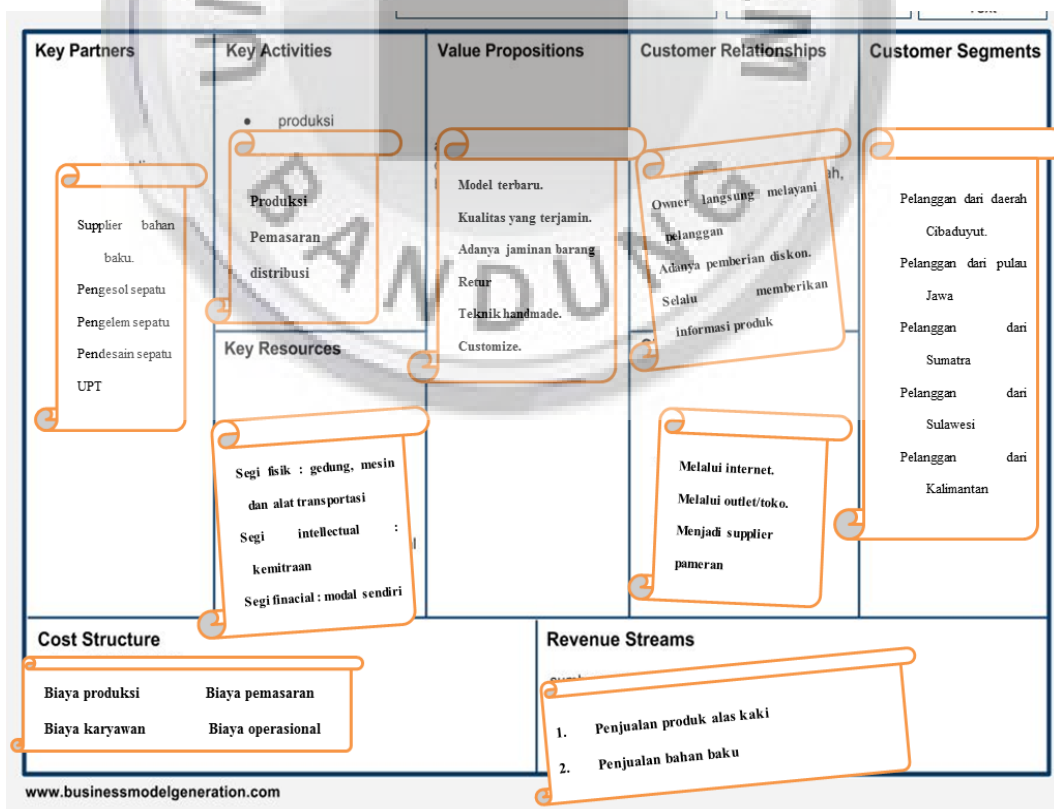 Key Partners
Supplier bahan
baku.
Pengesol sepatu
Pengelem sepatu
Pendesain sepatu
UPT
Key Activities
produksi
Produksi
Pemasaran
distribusi
Key Resources
Segi fisik : gedung, mesin
dan alat transportasi
Segi intellectual :
kemitraan
Segi finacial : modal sendiri
Value Propositions
Model terbaru.
Kualitas yang terjamin.
Adanya jaminan barang
Retur
Teknik handmade.
Customize.
Customer Relationships
Owner langsung melayani
pelanggan
Adanya pemberian diskon.
Selalu memberikan
informasi produk
Melalui internet.
Melalui outlet/toko.
Menjadi supplier
pameran
Customer Segments
Pelanggan dari daerah
Cibaduyut.
Pelanggan dari pulau
Jawa
Pelanggan dari
Sumatra
Pelanggan dari
Sulawesi
Pelanggan dari
Kalimantan
Cost Structure
Biaya produksi Biaya pemasaran
Biaya karyawan Biaya operasional
Revenue Streams
1. Penjualan produk alas kaki
2. Penjualan bahan baku
www.businessmodelgeneration.com
BANDUNG